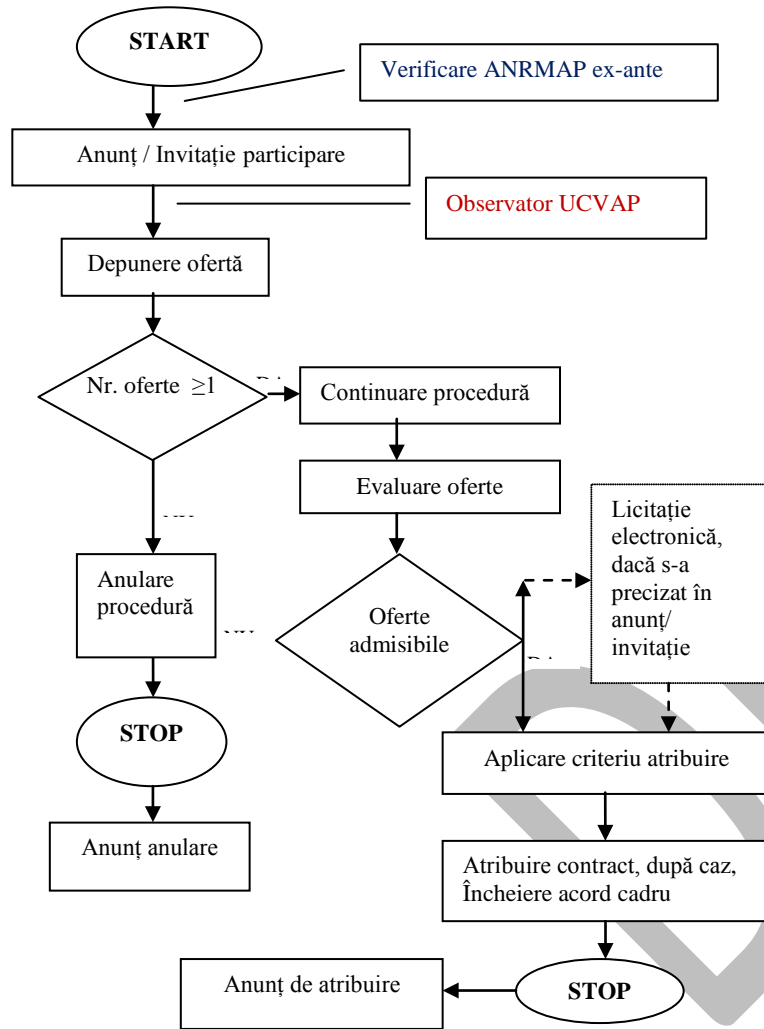 START
Verificare ANRMAP ex-ante
Anunț / Invitație participare
Observator UCVAP
Depunere ofertă
Nr. oferte ≥1
Continuare procedură
Evaluare oferte
Licitație
electronică,
dacă s-a
precizat în
anunț/
invitație
Anulare
procedură
Oferte
admisibile
STOP
Aplicare criteriu atribuire
Anunț anulare
Atribuire contract, după caz,
Încheiere acord cadru
Anunț de atribuire
STOP